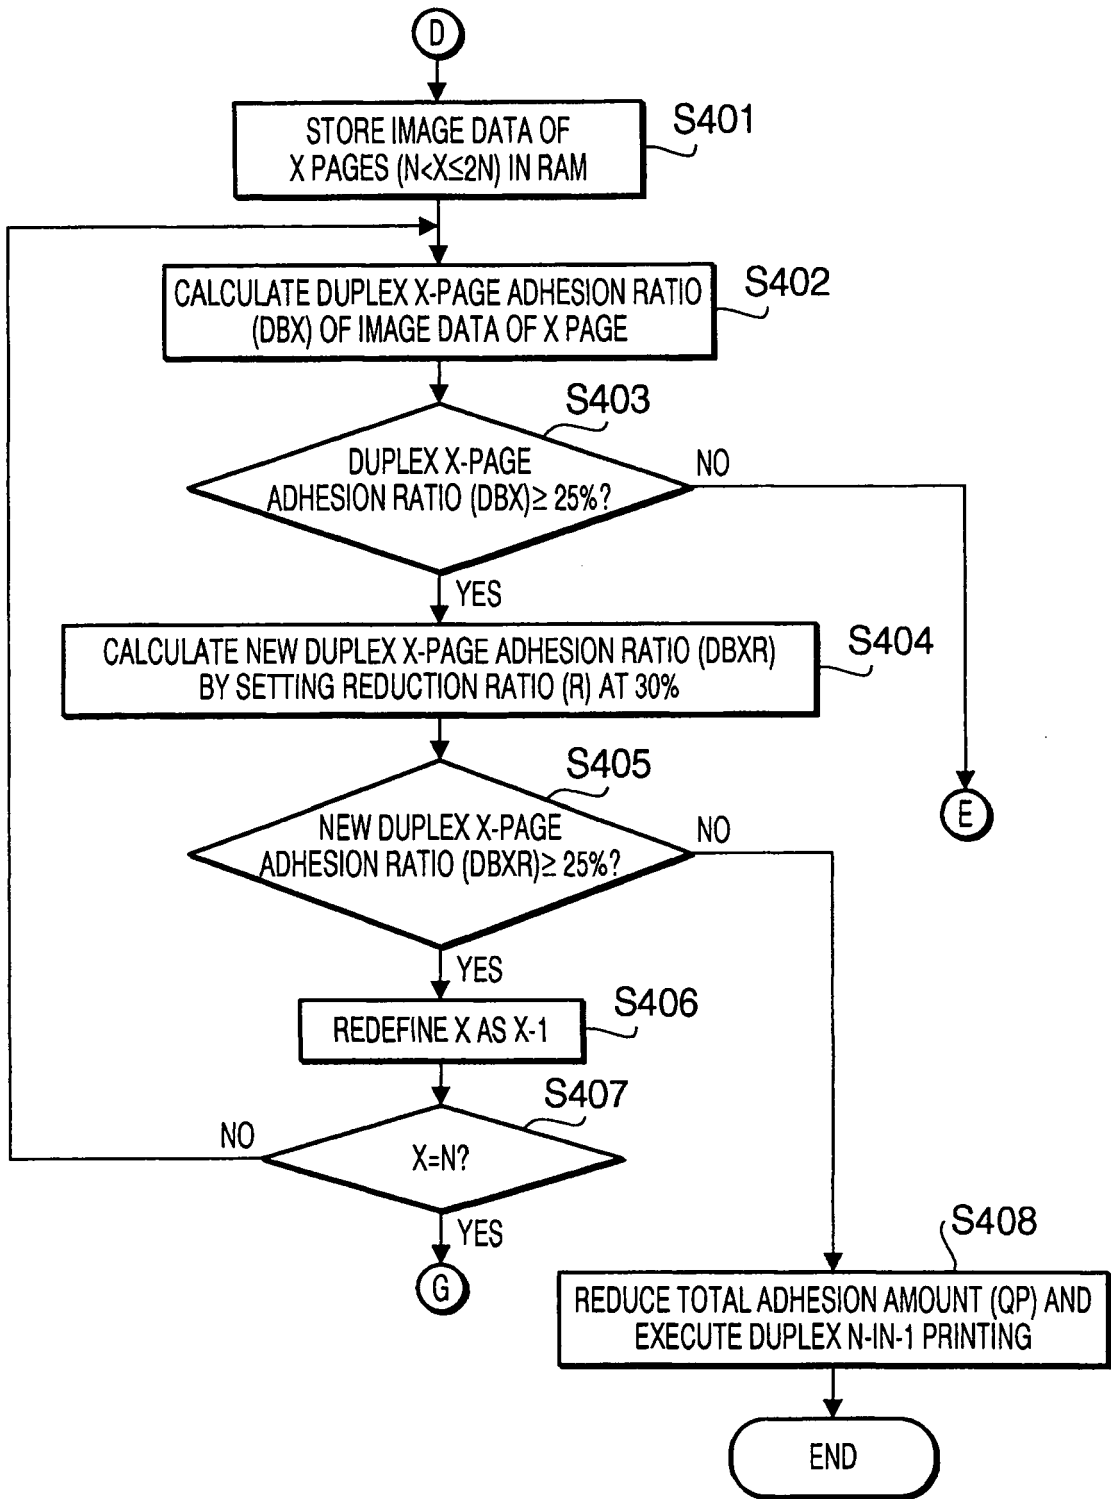 D
STORE IMAGE DATA OF
X PAGES (N<X≤2N) IN RAM
S401
CALCULATE DUPLEX X-PAGE ADHESION RATIO
(DBX) OF IMAGE DATA OF X PAGE
S402
S403
DUPLEX X-PAGE
ADHESION RATIO (DBX)≥ 25%?
NO
YES
CALCULATE NEW DUPLEX X-PAGE ADHESION RATIO (DBXR)
BY SETTING REDUCTION RATIO (R) AT 30%
S404
S405
NEW DUPLEX X-PAGE
ADHESION RATIO (DBXR)≥ 25%?
NO
E
YES
REDEFINE X AS X-1
S406
S407
NO
X=N?
YES
G
S408
REDUCE TOTAL ADHESION AMOUNT (QP) AND
EXECUTE DUPLEX N-IN-1 PRINTING
END